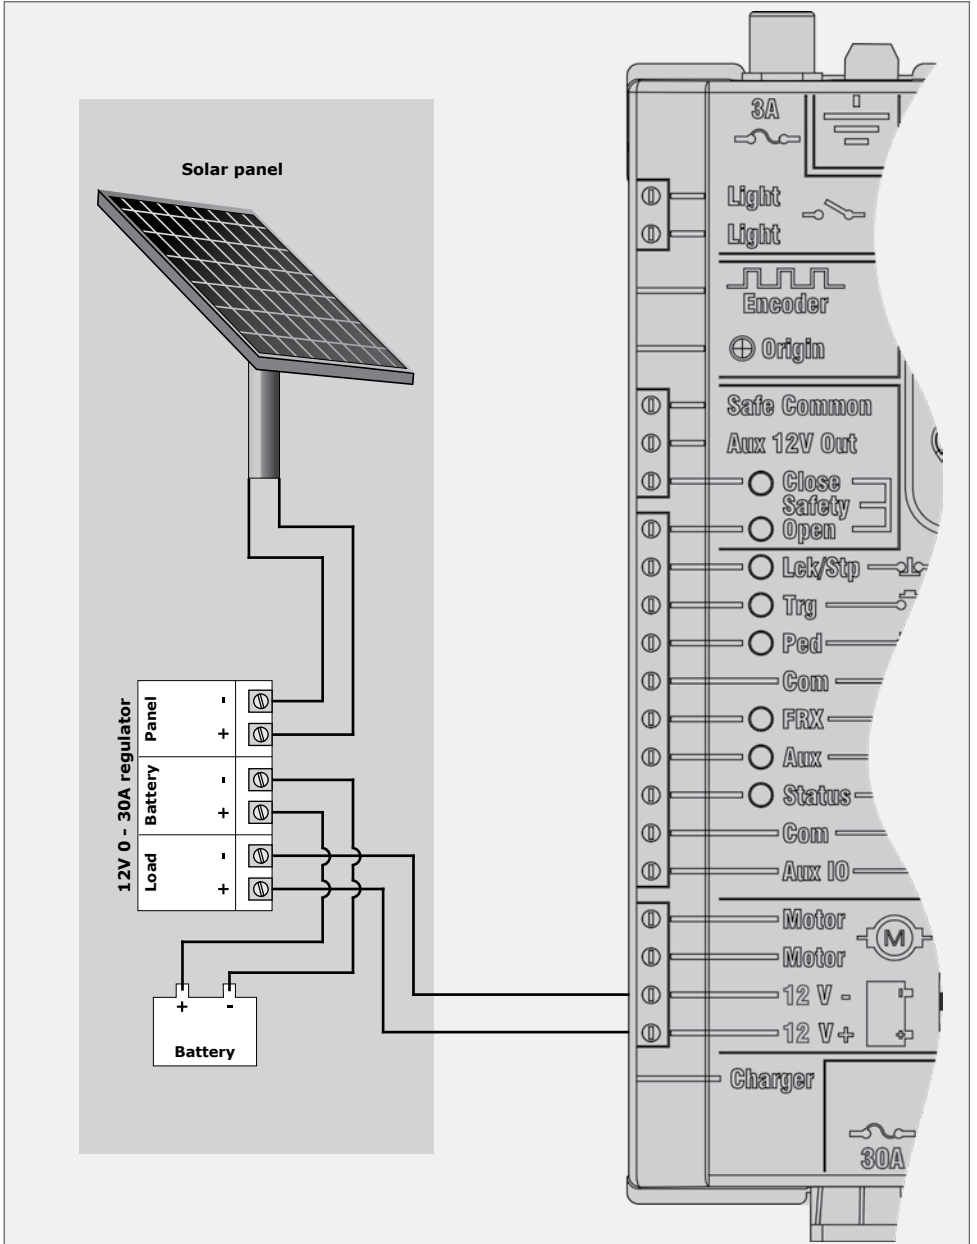 Solar panel
12V 0 - 30A regulator
Panel
-
+
Battery
-
+
Load
-
+
+ -
Battery
3A
Light
Light
Encoder
Origin
Safe Common
Aux 12V Out
Close
Safety
Open
Lck/Stp
Trg
Ped
Com
FRX
Aux
Status
Com
Aux IO
Motor
M
Motor
12 V -
12 V +
Charger
30A